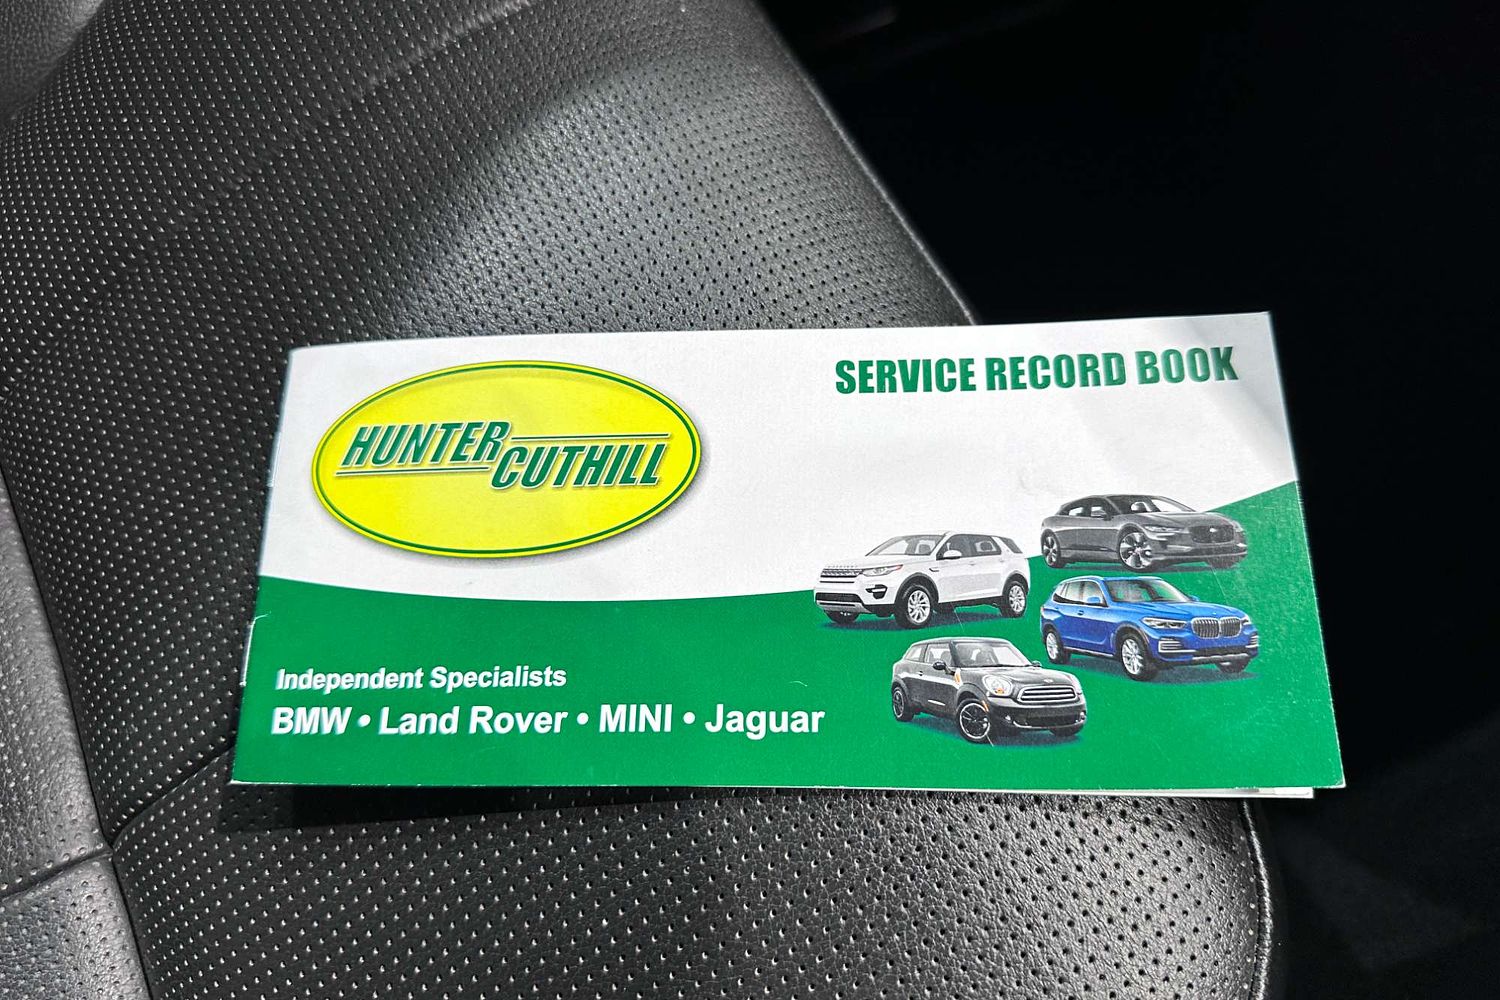 SERVICE RECORD BOOK
HUNTER
CUTHILL
Independent Specialists
BMW • Land Rover • MINI • Jaguar